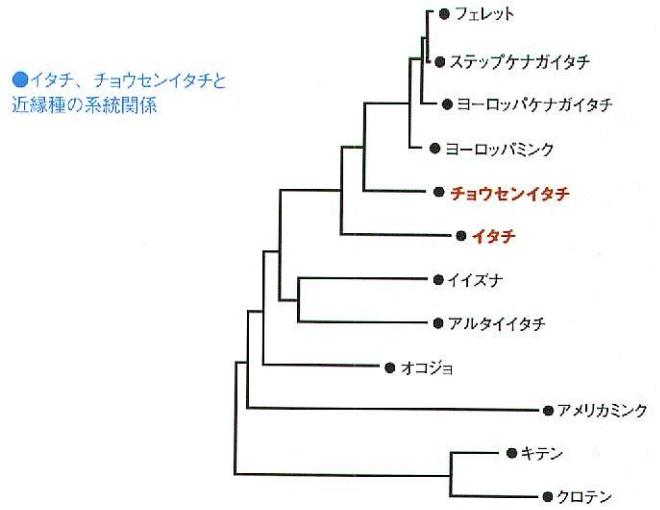 ●イタチ、チョウセンイタチと
近縁種の系統関係
●フェレット
●ステップケナガイタチ
●ヨーロッパケナガイタチ
●ヨーロッパミンク
●チョウセンイタチ
●イタチ
●イイズナ
●アルタイイタチ
●オコジョ
●アメリカミンク
●キテン
●クロテン